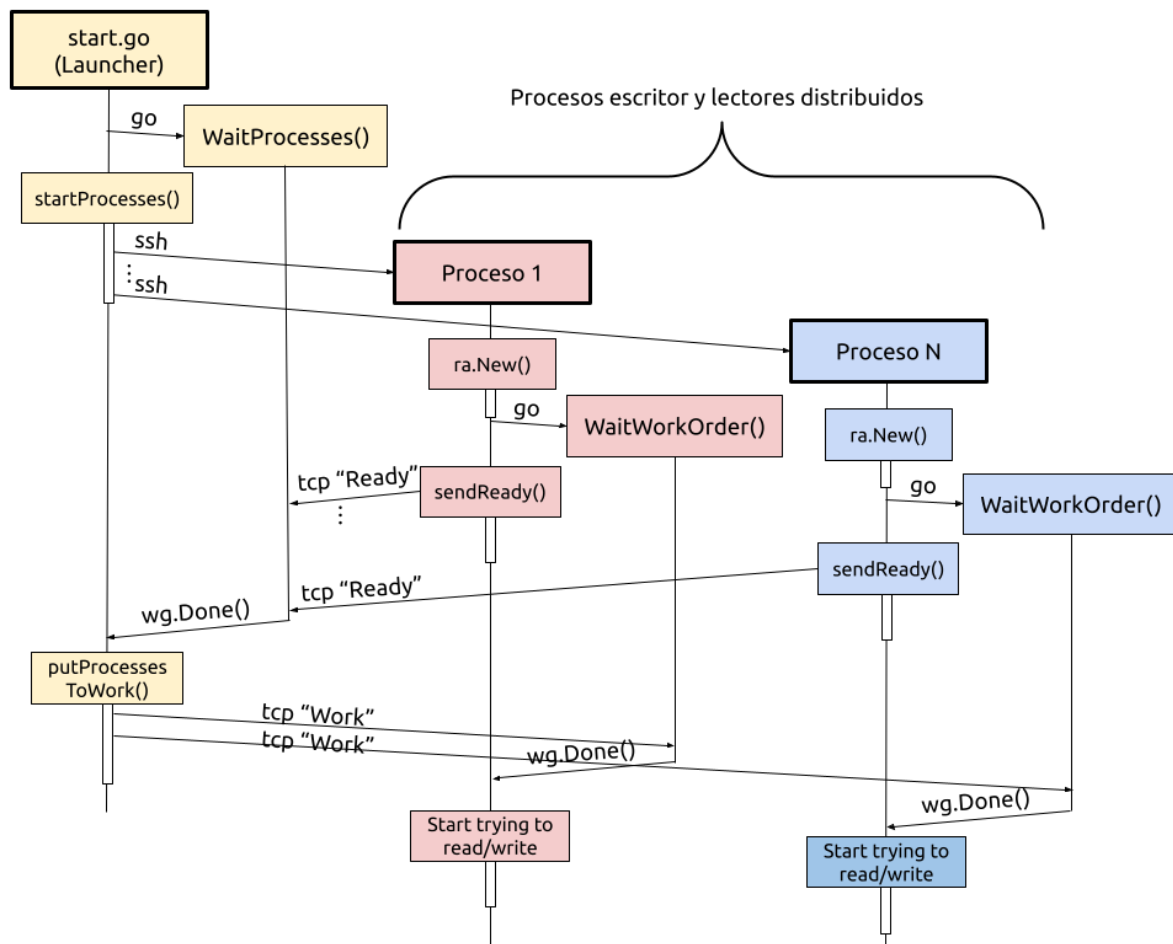 start.go
(Launcher)
Procesos escritor y lectores distribuidos
go
WaitProcesses()
startProcesses()
ssh
⋮
ssh
Proceso 1
Proceso N
ra.New()
go
WaitWorkOrder()
ra.New()
go
WaitWorkOrder()
tcp “Ready”
⋮
sendReady()
sendReady()
tcp “Ready”
wg.Done()
putProcesses
ToWork()
tcp “Work”
tcp “Work”
wg.Done()
wg.Done()
Start trying to
read/write
Start trying to
read/write